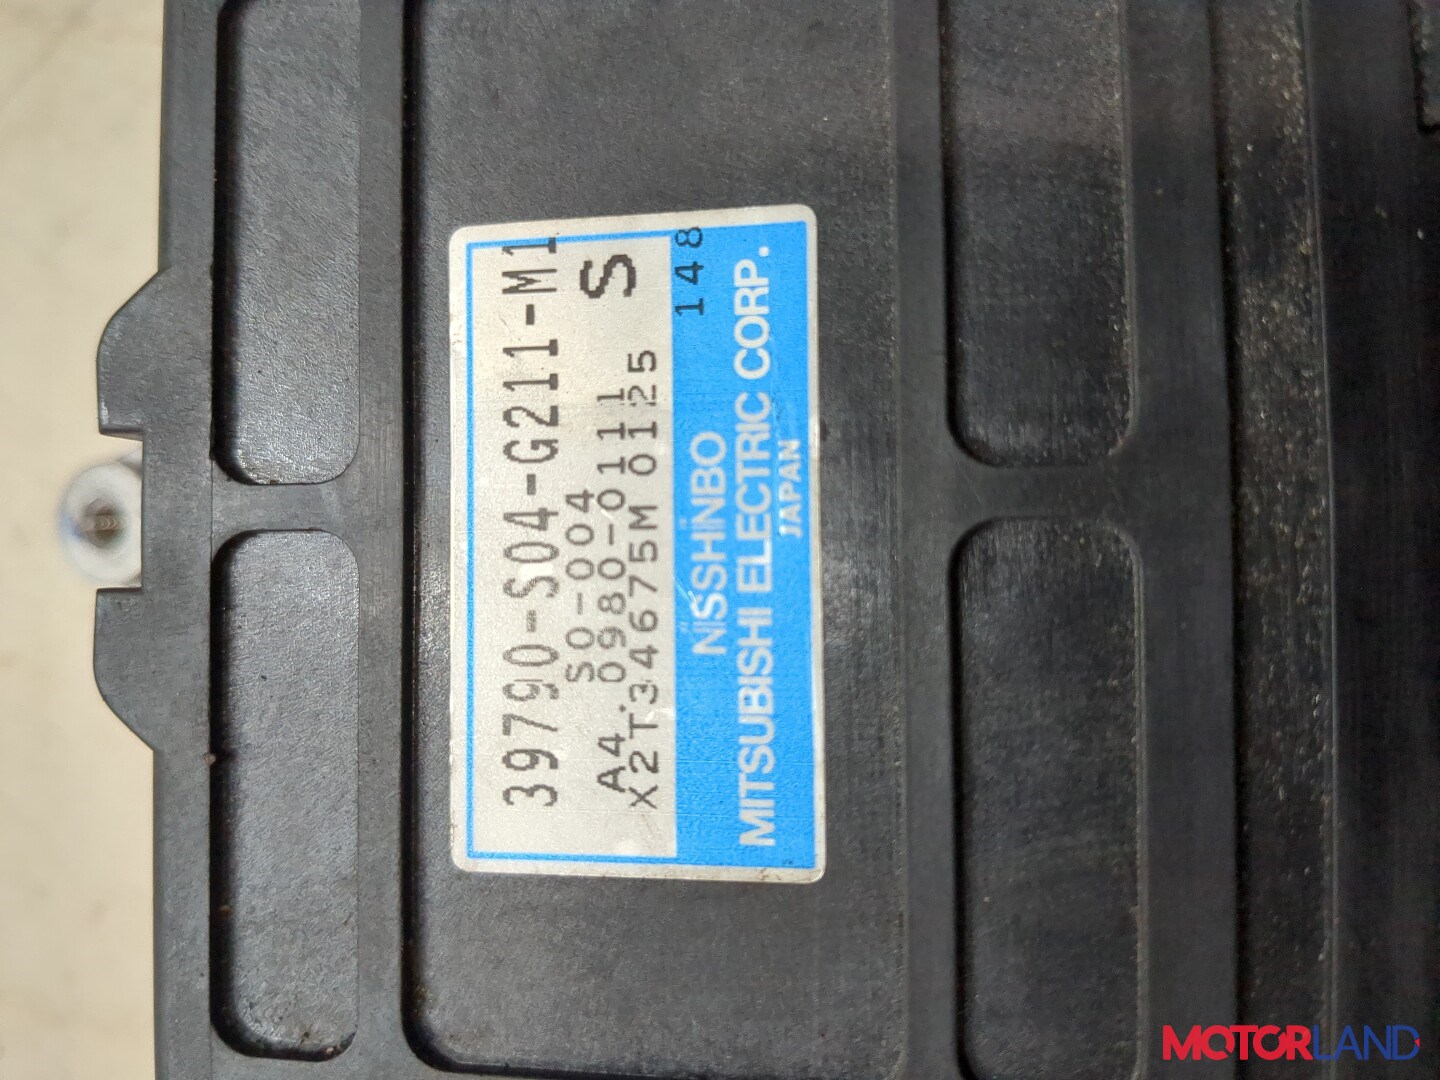 39790-S04-G211-M1
S0-004
A4 0980-0111 S
X2T34675M 0125
148
NISSHINBO
MITSUBISHI ELECTRIC CORP.
JAPAN
MOTORLAND